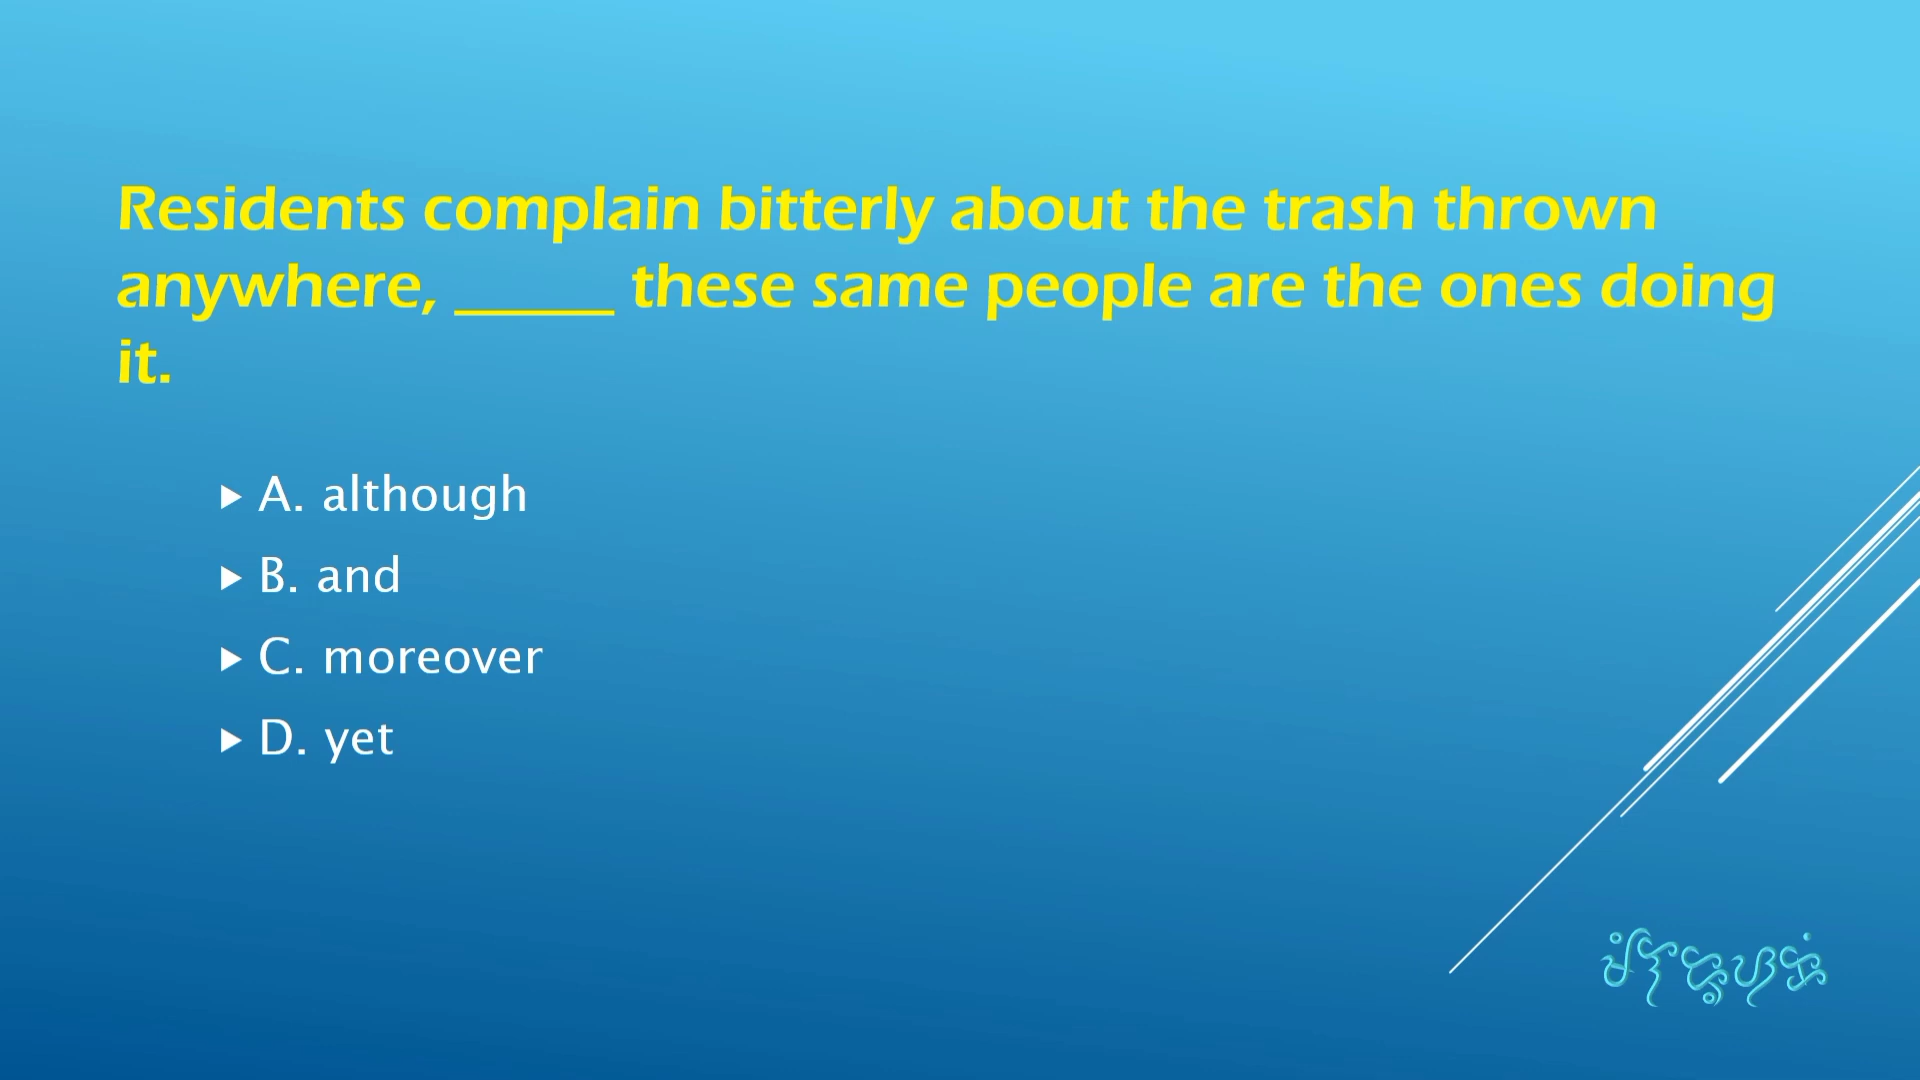 Residents complain bitterly about the trash thrown
anywhere, _____ these same people are the ones doing
it.
A. although
B. and
C. moreover
D. yet